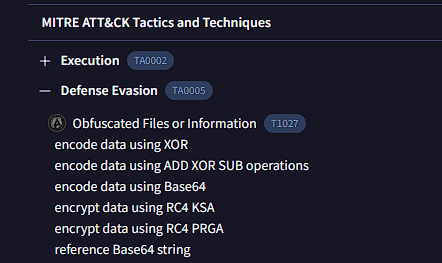 MITRE ATT&CK Tactics and Techniques
+ Execution TA0002
— Defense Evasion TA0005
Obfuscated Files or Information T1027
encode data using XOR
encode data using ADD XOR SUB operations
encode data using Base64
encrypt data using RC4 KSA
encrypt data using RC4 PRGA
reference Base64 string